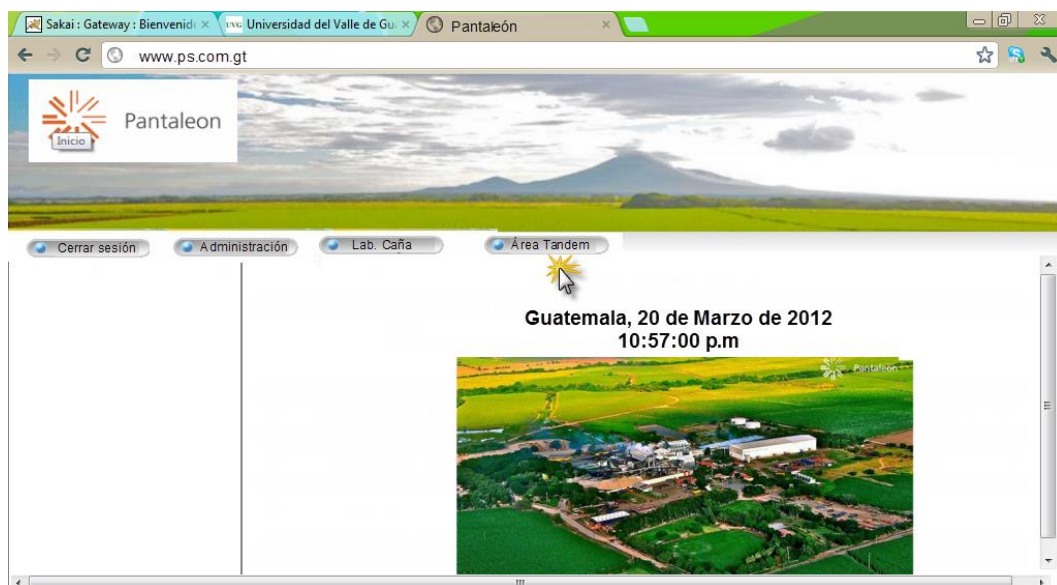 Sakai : Gateway : Bienvenid
Universidad del Valle de Gu
Pantaleón
www.ps.com.gt
Pantaleon
Inicio
Cerrar sesión
Administración
Lab. Caña
Área Tandem
Guatemala, 20 de Marzo de 2012
10:57:00 p.m
Pantaleon